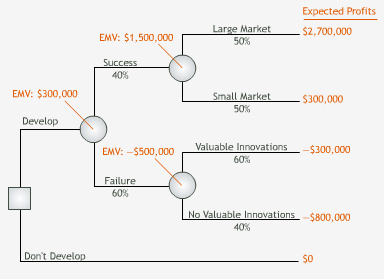 Expected Profits
Large Market
$2,700,000
50%
EMV: $1,500,000
Success
40%
Small Market
$300,000
50%
EMV: $300,000
Develop
EMV: −$500,000
Valuable Innovations
−$300,000
60%
Failure
60%
No Valuable Innovations
−$800,000
40%
Don't Develop
$0